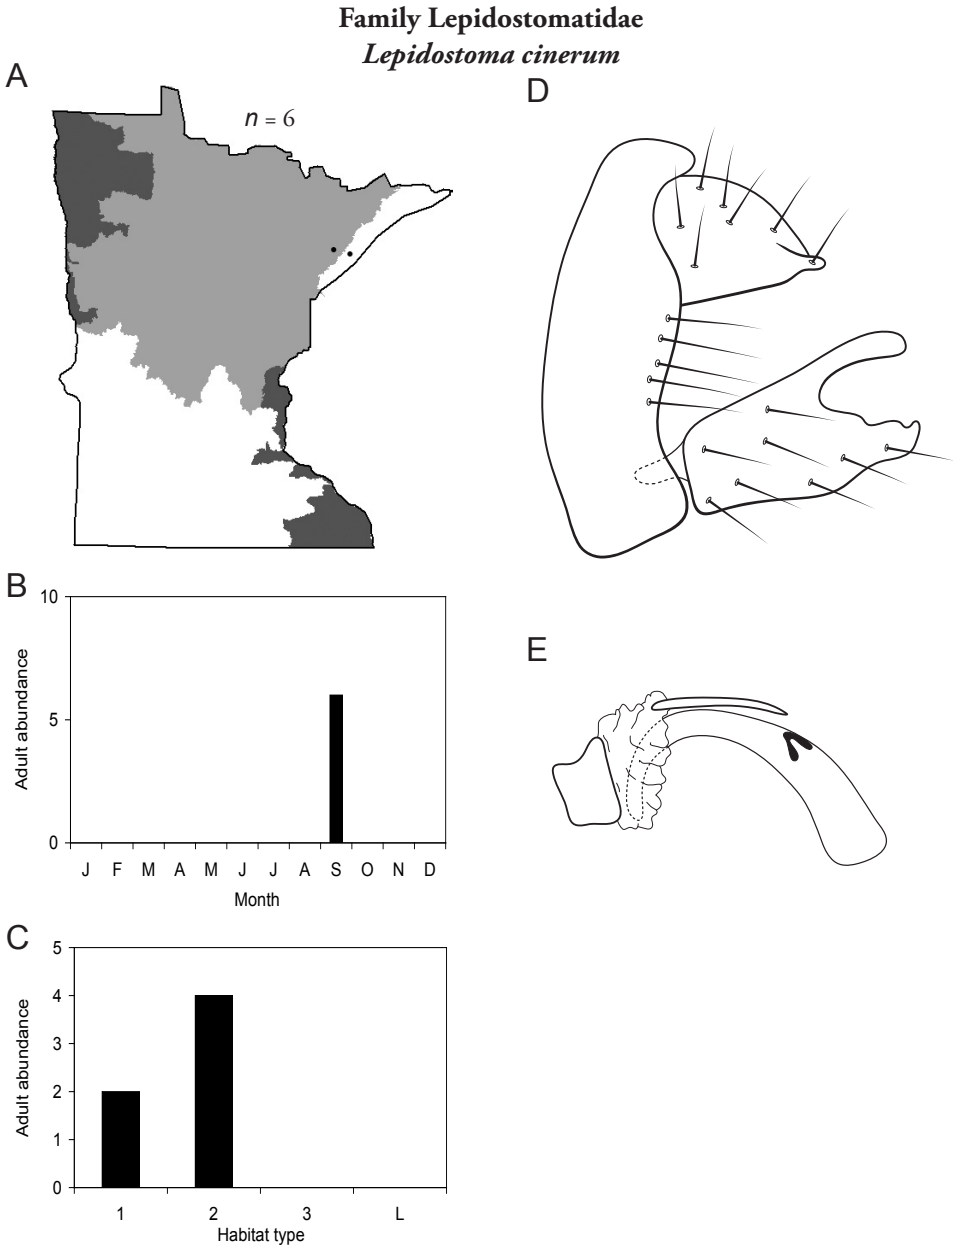 Family Lepidostomatidae
Lepidostoma cinerum
A
n = 6
B
10
5
0
Adult abundance
J F M A M J J A S O N D
Month
C
5
4
3
2
1
0
Adult abundance
1 2 3 L
Habitat type
D
E